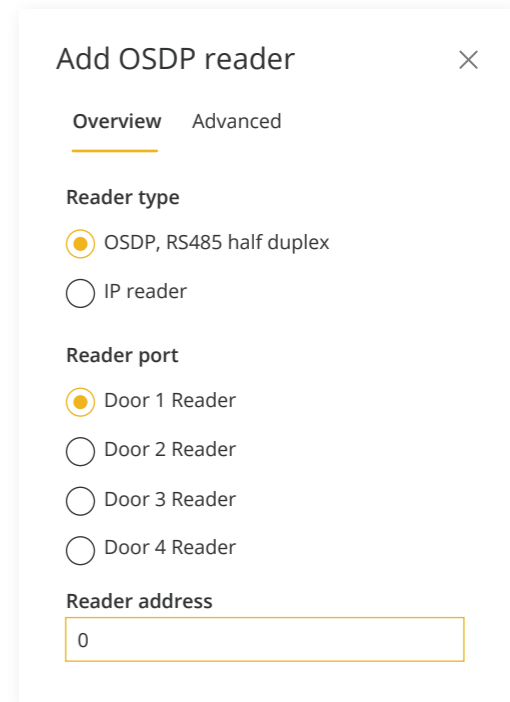 Add OSDP reader
Overview Advanced
Reader type
OSDP, RS485 half duplex
IP reader
Reader port
Door 1 Reader
Door 2 Reader
Door 3 Reader
Door 4 Reader
Reader address
0